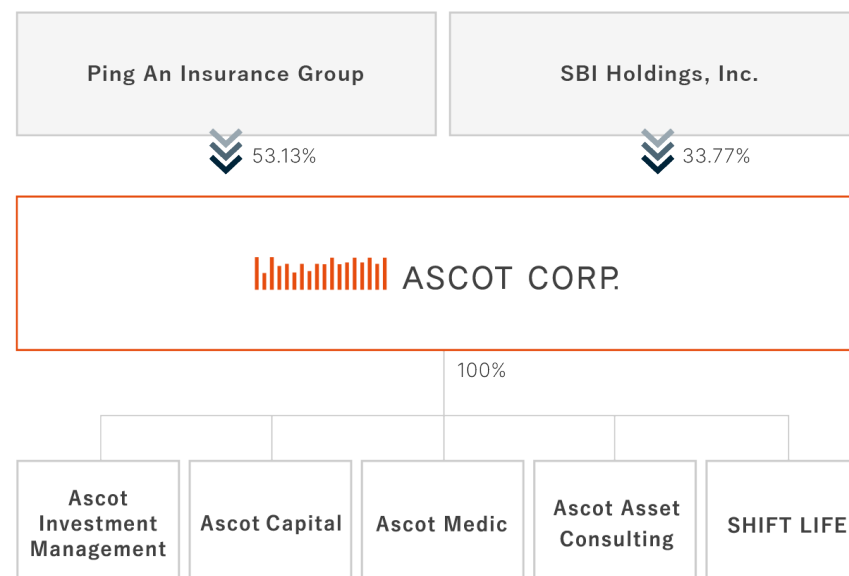 Ping An Insurance Group
SBI Holdings, Inc.
53.13%
33.77%
ASCOT CORP.
100%
Ascot
Investment
Management
Ascot Capital
Ascot Medic
Ascot Asset
Consulting
SHIFT LIFE